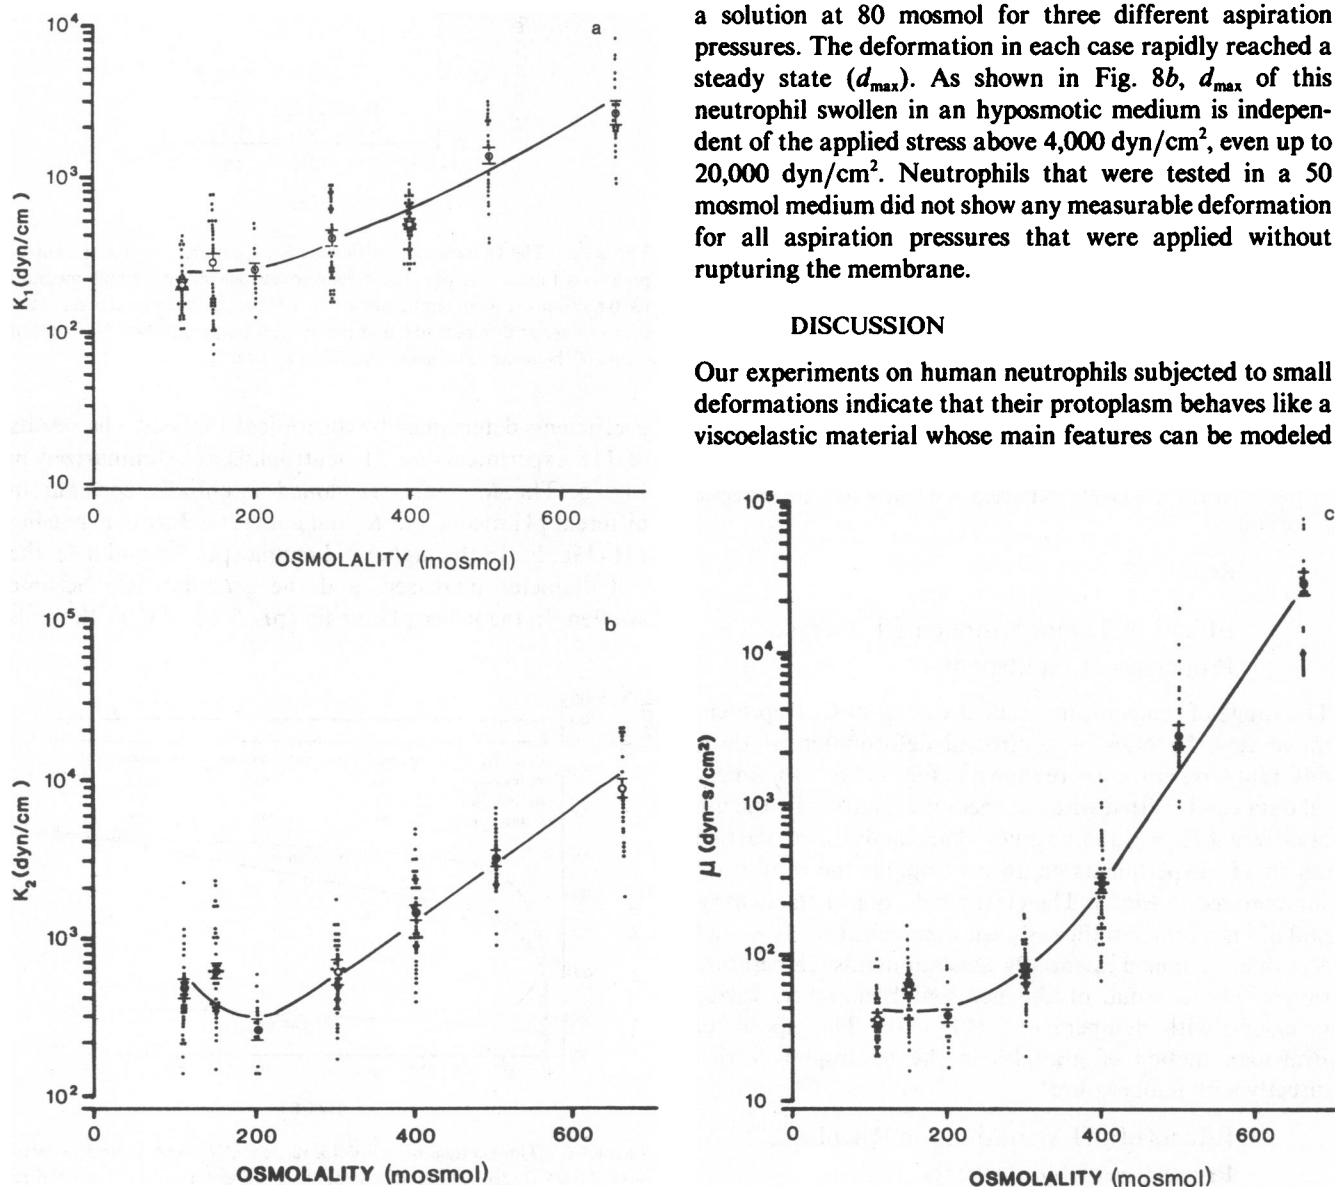 a
10⁴
10³
10²
10
K₁(dyn/cm)
0 200 400 600
OSMOLALITY (mosmol)
b
10⁵
10⁴
10³
10²
K₂(dyn/cm)
0 200 400 600
OSMOLALITY (mosmol)
a solution at 80 mosmol for three different aspiration
pressures. The deformation in each case rapidly reached a
steady state (dmax). As shown in Fig. 8b, dmax of this
neutrophil swollen in an hyposmotic medium is indepen-
dent of the applied stress above 4,000 dyn/cm², even up to
20,000 dyn/cm². Neutrophils that were tested in a 50
mosmol medium did not show any measurable deformation
for all aspiration pressures that were applied without
rupturing the membrane.
DISCUSSION
Our experiments on human neutrophils subjected to small
deformations indicate that their protoplasm behaves like a
viscoelastic material whose main features can be modeled
c
10⁵
10⁴
10³
10²
10
μ (dyn-s/cm²)
0 200 400 600
OSMOLALITY (mosmol)